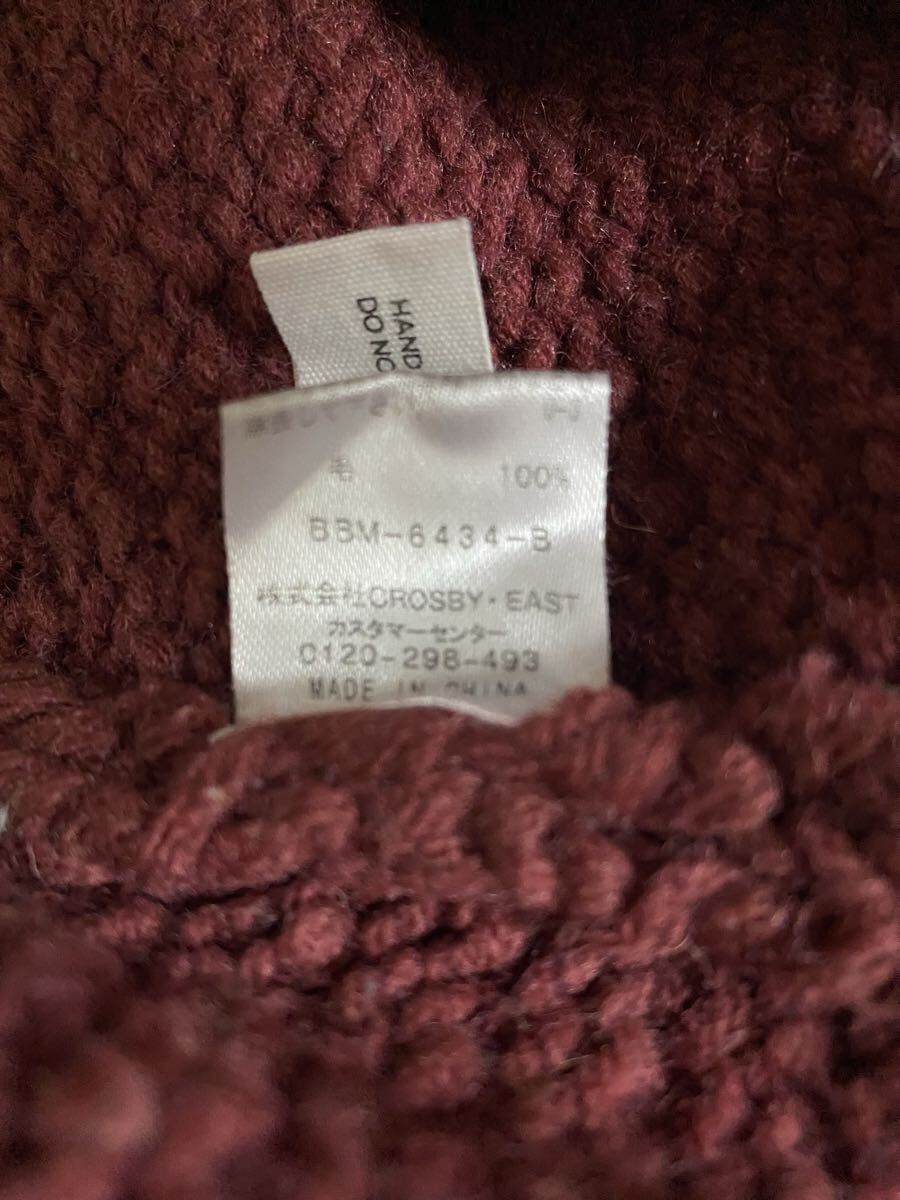 HAND
DO NO
毛 100%
BBM-6434-B
株式会社CROSBY・EAST
カスタマーセンター
0120-298-493
MADE IN CHINA